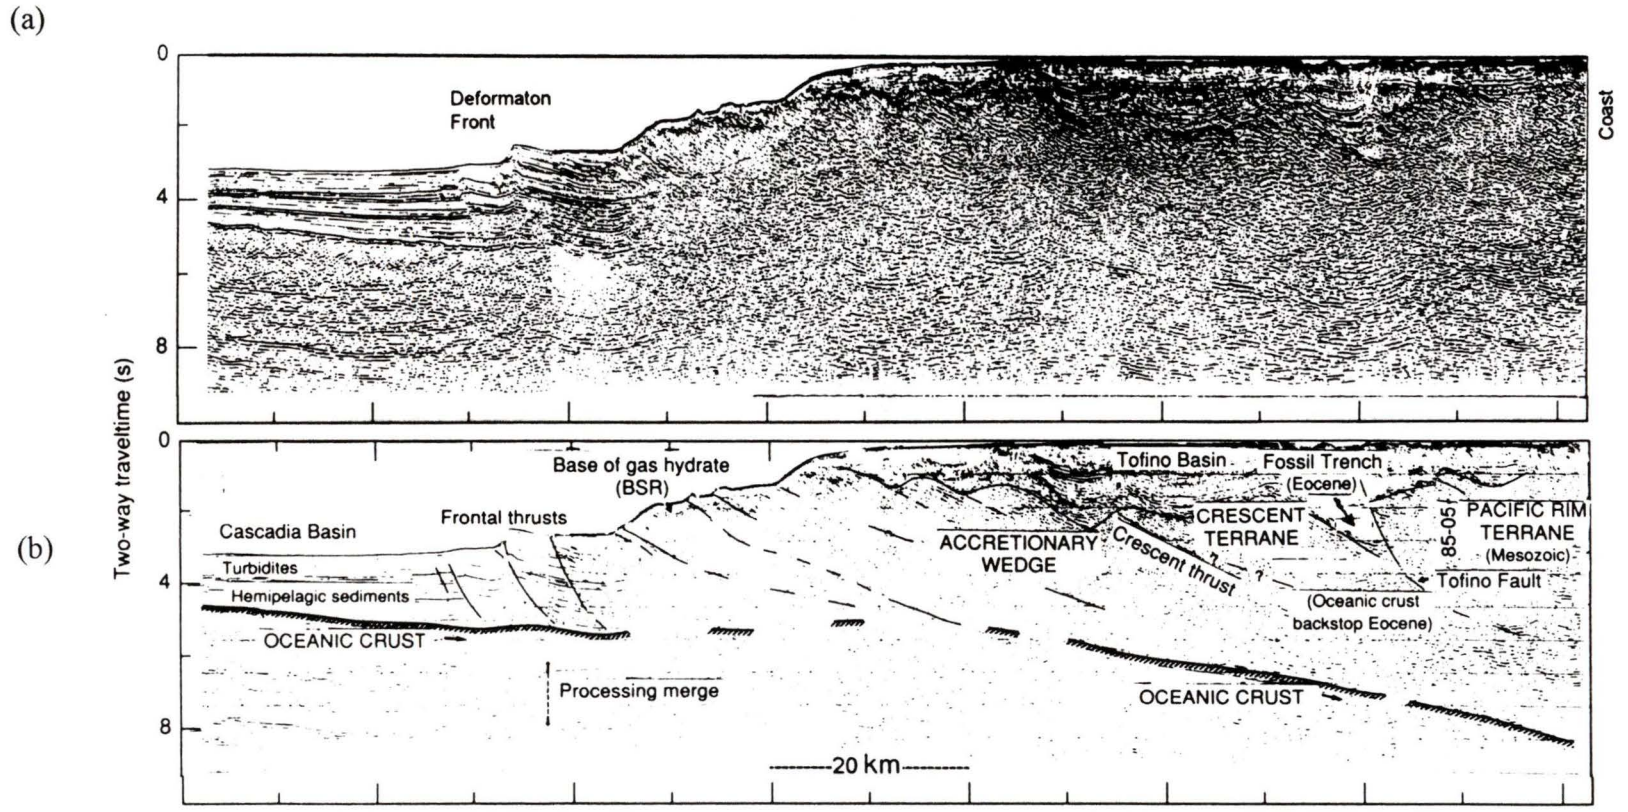 (a)
0
4
8
Deformaton
Front
Coast
Two-way traveltime (s)
(b)
0
4
8
Base of gas hydrate
(BSR)
Tofino Basin
Fossil Trench
(Eocene)
Cascadia Basin
Frontal thrusts
Turbidites
Hemipelagic sediments
OCEANIC CRUST
ACCRETIONARY
WEDGE
Crescent thrust
?
?
CRESCENT
TERRANE
85-05
PACIFIC RIM
TERRANE
(Mesozoic)
Tofino Fault
(Oceanic crust
backstop Eocene)
Processing merge
OCEANIC CRUST
20 km